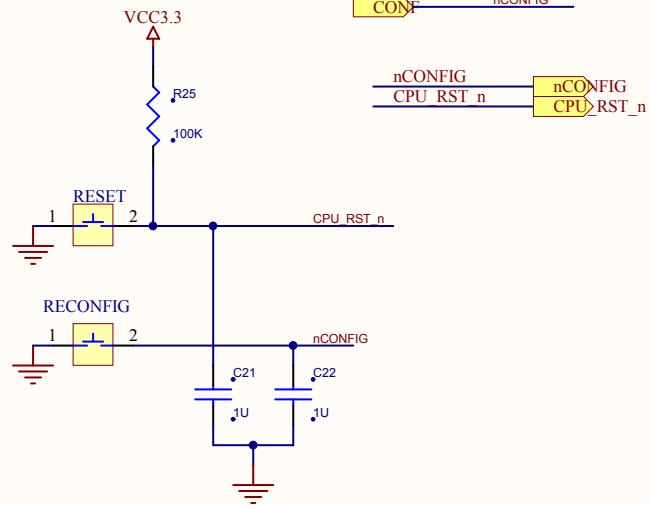 nCONFIG
CONF
VCC3.3
nCONFIG
nCONFIG
CPU_RST_n
CPU_RST_n
R25
100K
RESET
1
2
CPU_RST_n
RECONFIG
1
2
nCONFIG
C21
C22
1U
1U